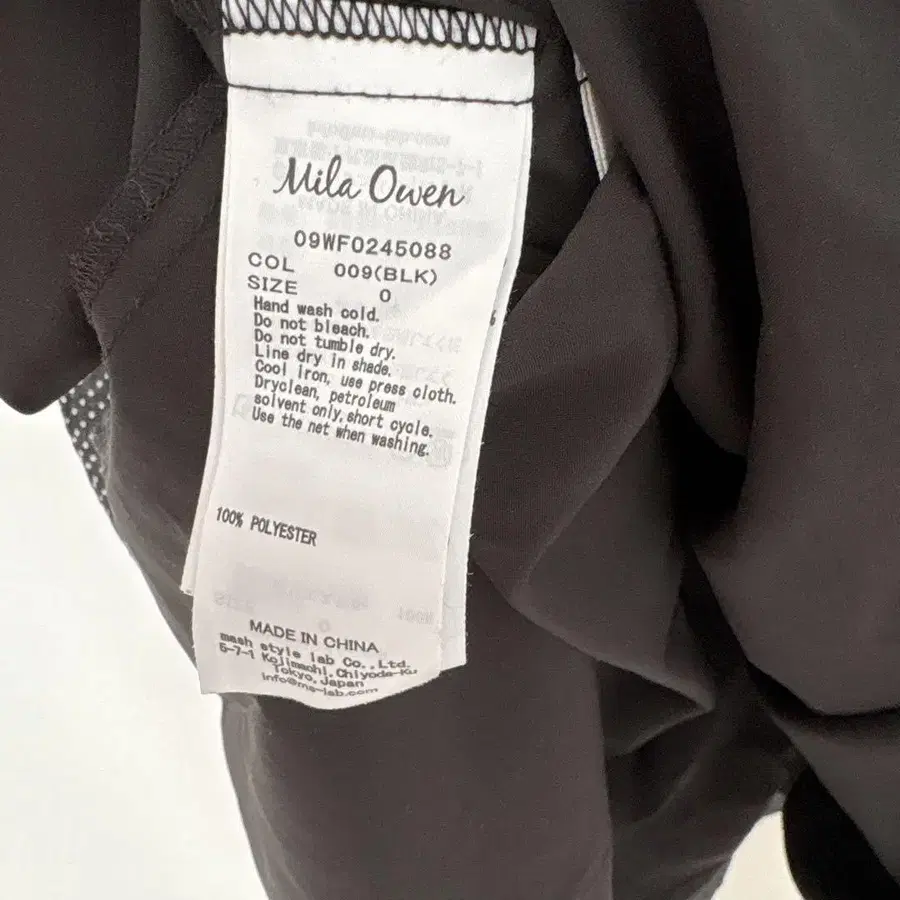 Mila Owen
09WF0245088
COL 009(BLK)
SIZE 0
Hand wash cold.
Do not bleach.
Do not tumble dry.
Line dry in shade.
Cool iron, use press cloth.
Dryclean, petroleum
solvent only, short cycle.
Use the net when washing.
100% POLYESTER
MADE IN CHINA
mash style lab Co.,Ltd.
5-7-1 Kojimachi, Chiyoda-Ku
Tokyo, Japan
info@ms-lab.com